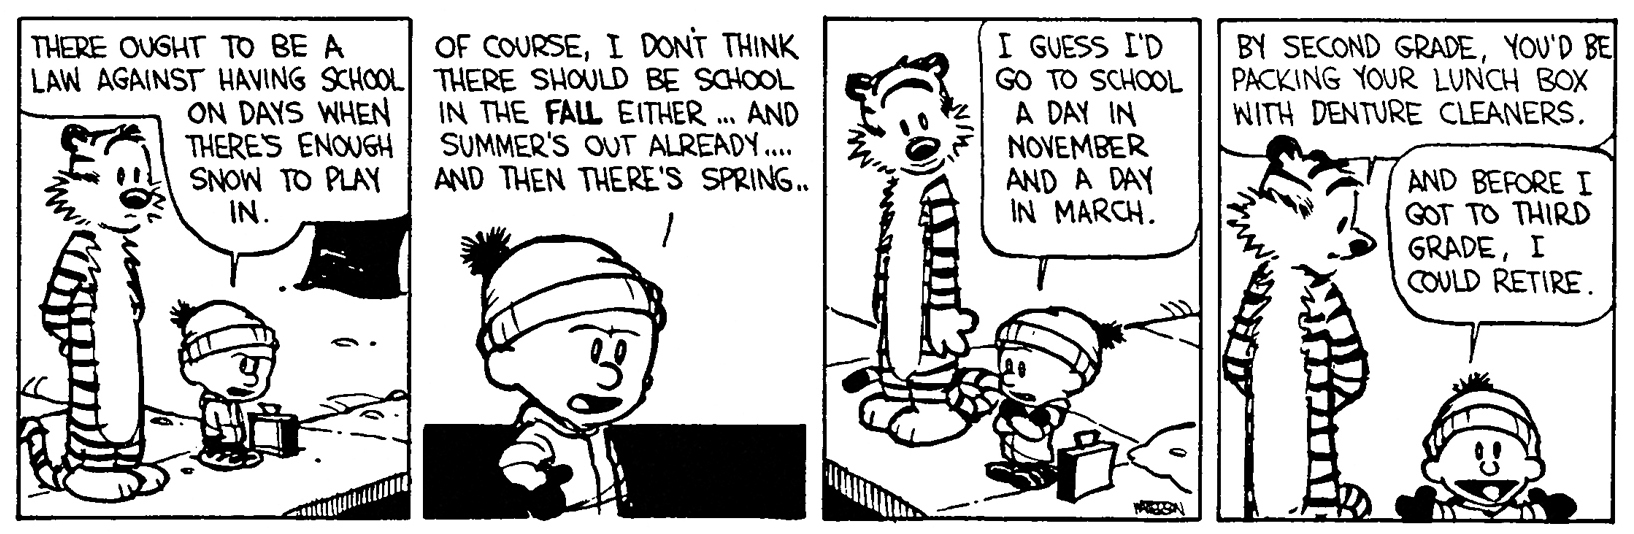 THERE OUGHT TO BE A
LAW AGAINST HAVING SCHOOL
ON DAYS WHEN
THERE'S ENOUGH
SNOW TO PLAY
IN.
OF COURSE, I DON'T THINK
THERE SHOULD BE SCHOOL
IN THE FALL EITHER... AND
SUMMER'S OUT ALREADY....
AND THEN THERE'S SPRING..
I GUESS I'D
GO TO SCHOOL
A DAY IN
NOVEMBER
AND A DAY
IN MARCH.
WATTERSON
BY SECOND GRADE, YOU'D BE
PACKING YOUR LUNCH BOX
WITH DENTURE CLEANERS.
AND BEFORE I
GOT TO THIRD
GRADE, I
COULD RETIRE.